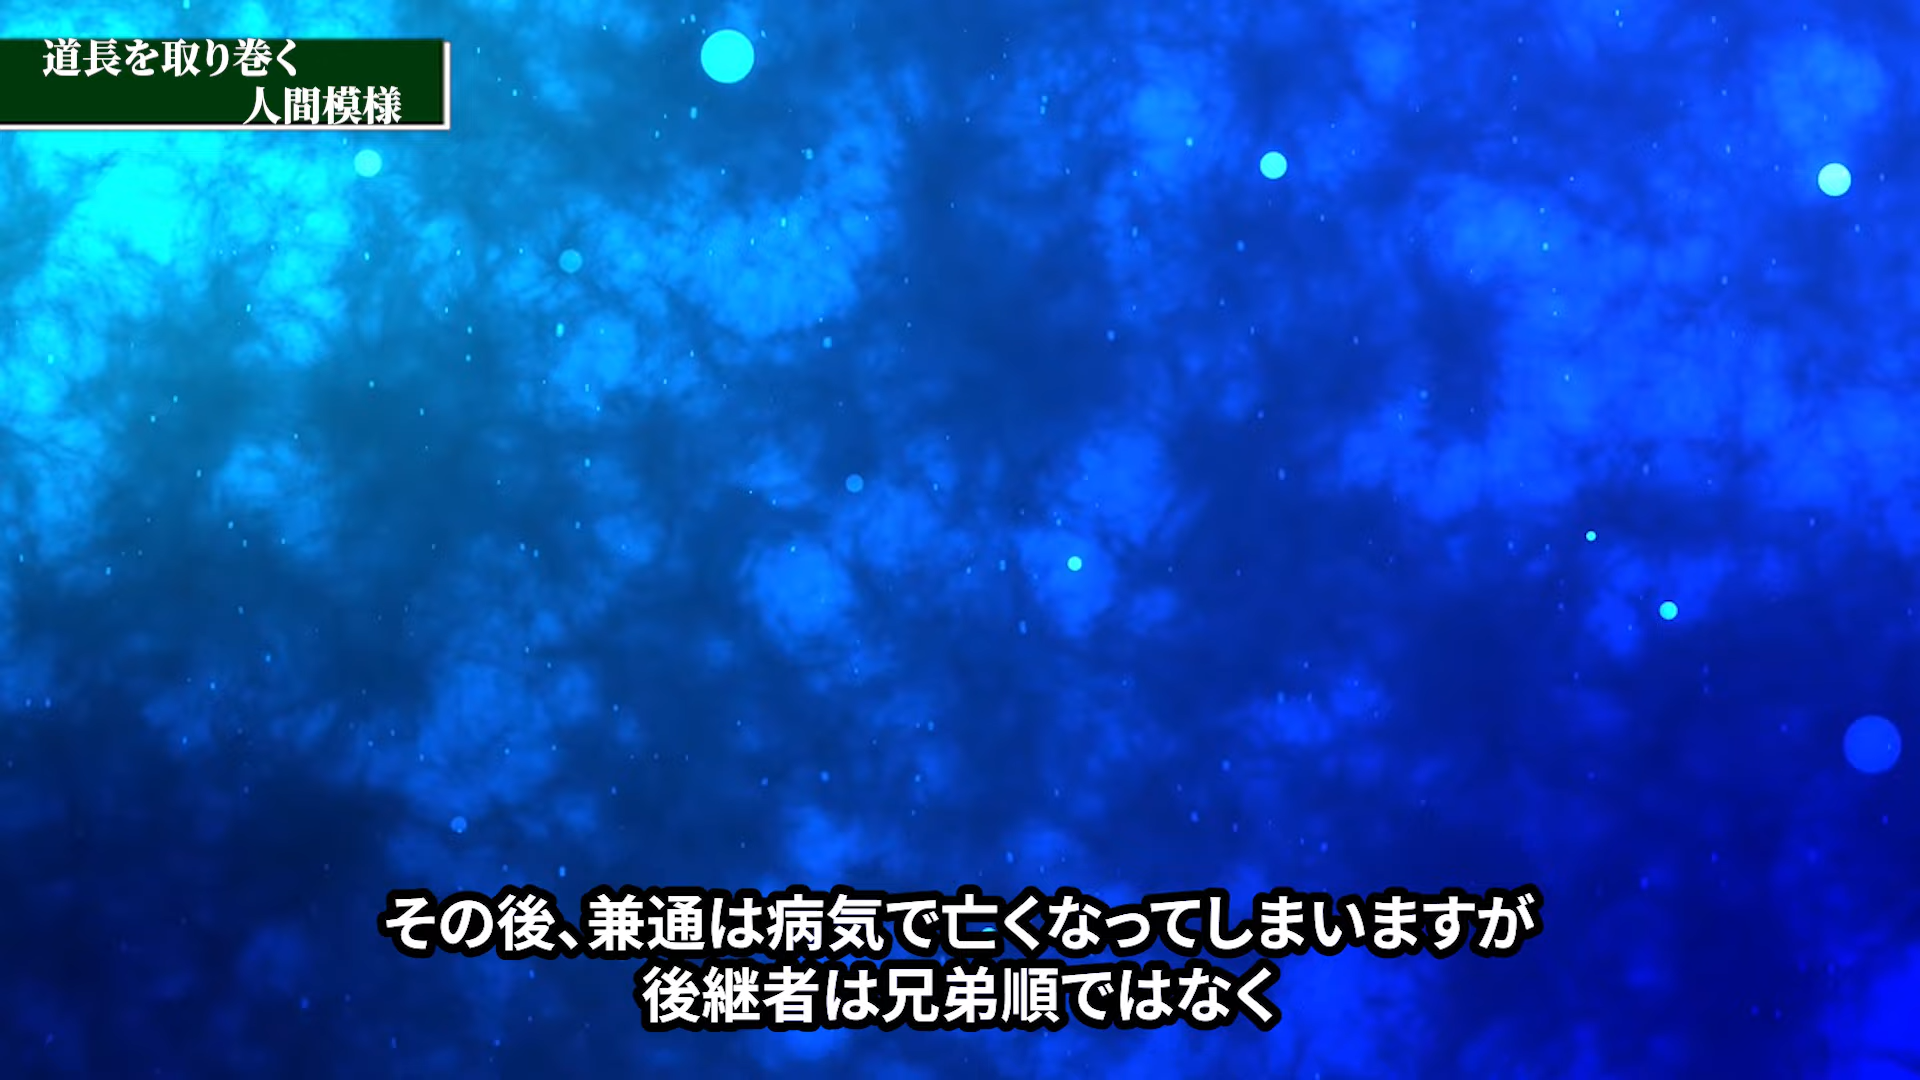 道長を取り巻く
人間模様
その後、兼通は病気で亡くなってしまいますが
後継者は兄弟順ではなく